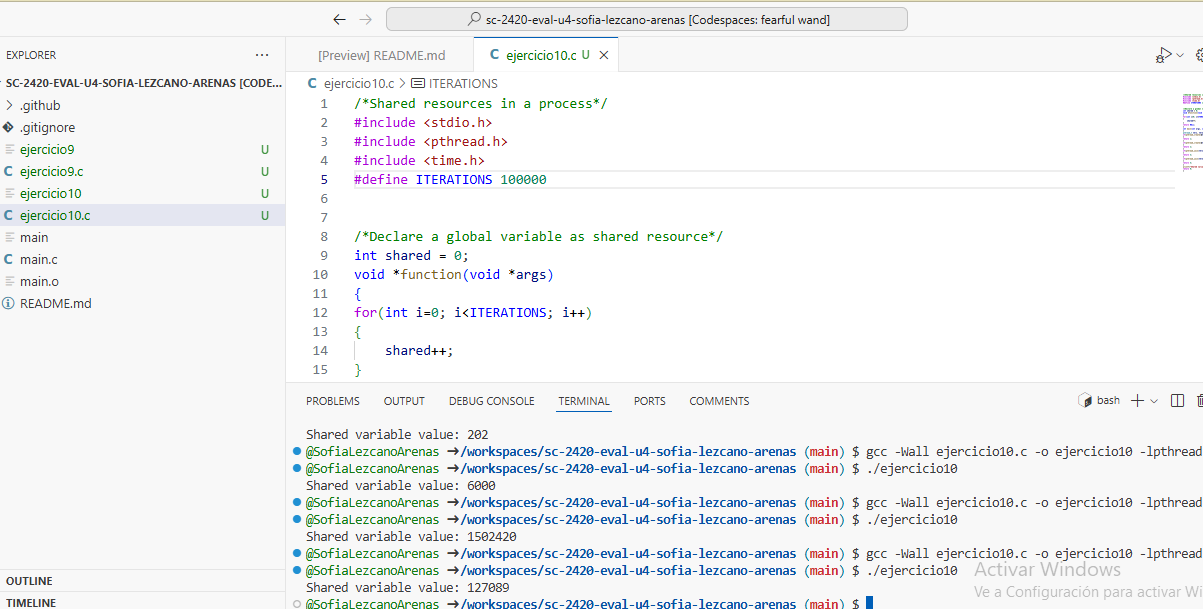 sc-2420-eval-u4-sofia-lezcano-arenas [Codespaces: fearful wand]
EXPLORER
SC-2420-EVAL-U4-SOFIA-LEZCANO-ARENAS [CODE...
.github
.gitignore
ejercicio9 U
C ejercicio9.c U
ejercicio10 U
C ejercicio10.c U
main
C main.c
main.o
README.md
OUTLINE
TIMELINE
[Preview] README.md
C ejercicio10.c U
C ejercicio10.c > ITERATIONS
1 /*Shared resources in a process*/
2 #include <stdio.h>
3 #include <pthread.h>
4 #include <time.h>
5 #define ITERATIONS 100000
6
7
8 /*Declare a global variable as shared resource*/
9 int shared = 0;
10 void *function(void *args)
11 {
12 for(int i=0; i<ITERATIONS; i++)
13 {
14     shared++;
15 }
PROBLEMS OUTPUT DEBUG CONSOLE TERMINAL PORTS COMMENTS
bash
Shared variable value: 202
@SofiaLezcanoArenas →/workspaces/sc-2420-eval-u4-sofia-lezcano-arenas (main) $ gcc -Wall ejercicio10.c -o ejercicio10 -lpthread
@SofiaLezcanoArenas →/workspaces/sc-2420-eval-u4-sofia-lezcano-arenas (main) $ ./ejercicio10
Shared variable value: 6000
@SofiaLezcanoArenas →/workspaces/sc-2420-eval-u4-sofia-lezcano-arenas (main) $ gcc -Wall ejercicio10.c -o ejercicio10 -lpthread
@SofiaLezcanoArenas →/workspaces/sc-2420-eval-u4-sofia-lezcano-arenas (main) $ ./ejercicio10
Shared variable value: 1502420
@SofiaLezcanoArenas →/workspaces/sc-2420-eval-u4-sofia-lezcano-arenas (main) $ gcc -Wall ejercicio10.c -o ejercicio10 -lpthread
@SofiaLezcanoArenas →/workspaces/sc-2420-eval-u4-sofia-lezcano-arenas (main) $ ./ejercicio10
Shared variable value: 127089
@SofiaLezcanoArenas →/workspaces/sc-2420-eval-u4-sofia-lezcano-arenas (main) $
Activar Windows
Ve a Configuración para activar Wi